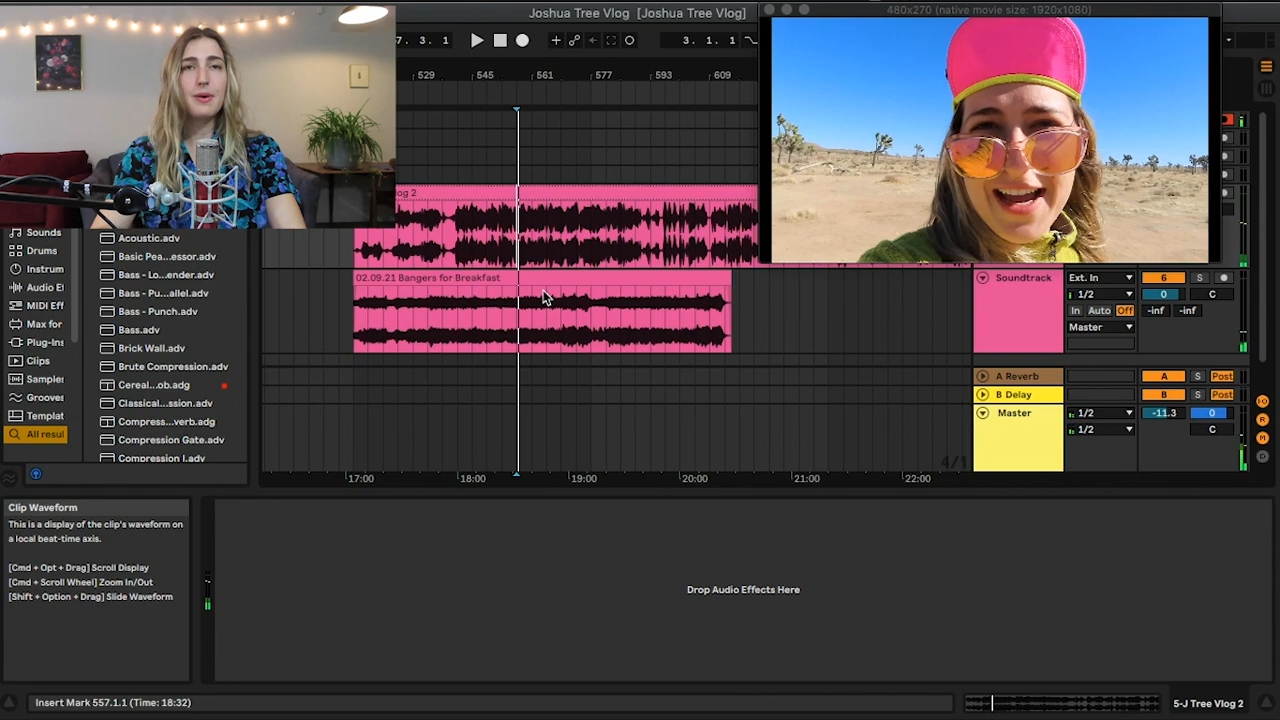 Joshua Tree Vlog [Joshua Tree Vlog]
480x270 (native movie size: 1920x1080)
7. 3. 1
3. 1. 1
529 545 561 577 593 609
og 2
02.09.21 Bangers for Breakfast
Sounds
Drums
Instrum
Audio Ef
MIDI Eff
Max for
Plug-Ins
Clips
Samples
Grooves
Templat
All resul
Acoustic.adv
Basic Pea...essor.adv
Bass - Lo...ender.adv
Bass - Pu...allel.adv
Bass - Punch.adv
Bass.adv
Brick Wall.adv
Brute Compression.adv
Cereal...ob.adg
Classical...ssion.adv
Compress...verb.adg
Compression Gate.adv
Compression I.adv
Soundtrack
Ext. In
6
S
1/2
0
C
In Auto Off
-inf -inf
Master
A Reverb
A
S
Post
B Delay
B
S
Post
Master
1/2
-11.3
0
1/2
C
4/1
17:00 18:00 19:00 20:00 21:00 22:00
Clip Waveform
This is a display of the clip's waveform on
a local beat-time axis.
[Cmd + Opt + Drag] Scroll Display
[Cmd + Scroll Wheel] Zoom In/Out
[Shift + Option + Drag] Slide Waveform
Drop Audio Effects Here
Insert Mark 557.1.1 (Time: 18:32)
5-J Tree Vlog 2